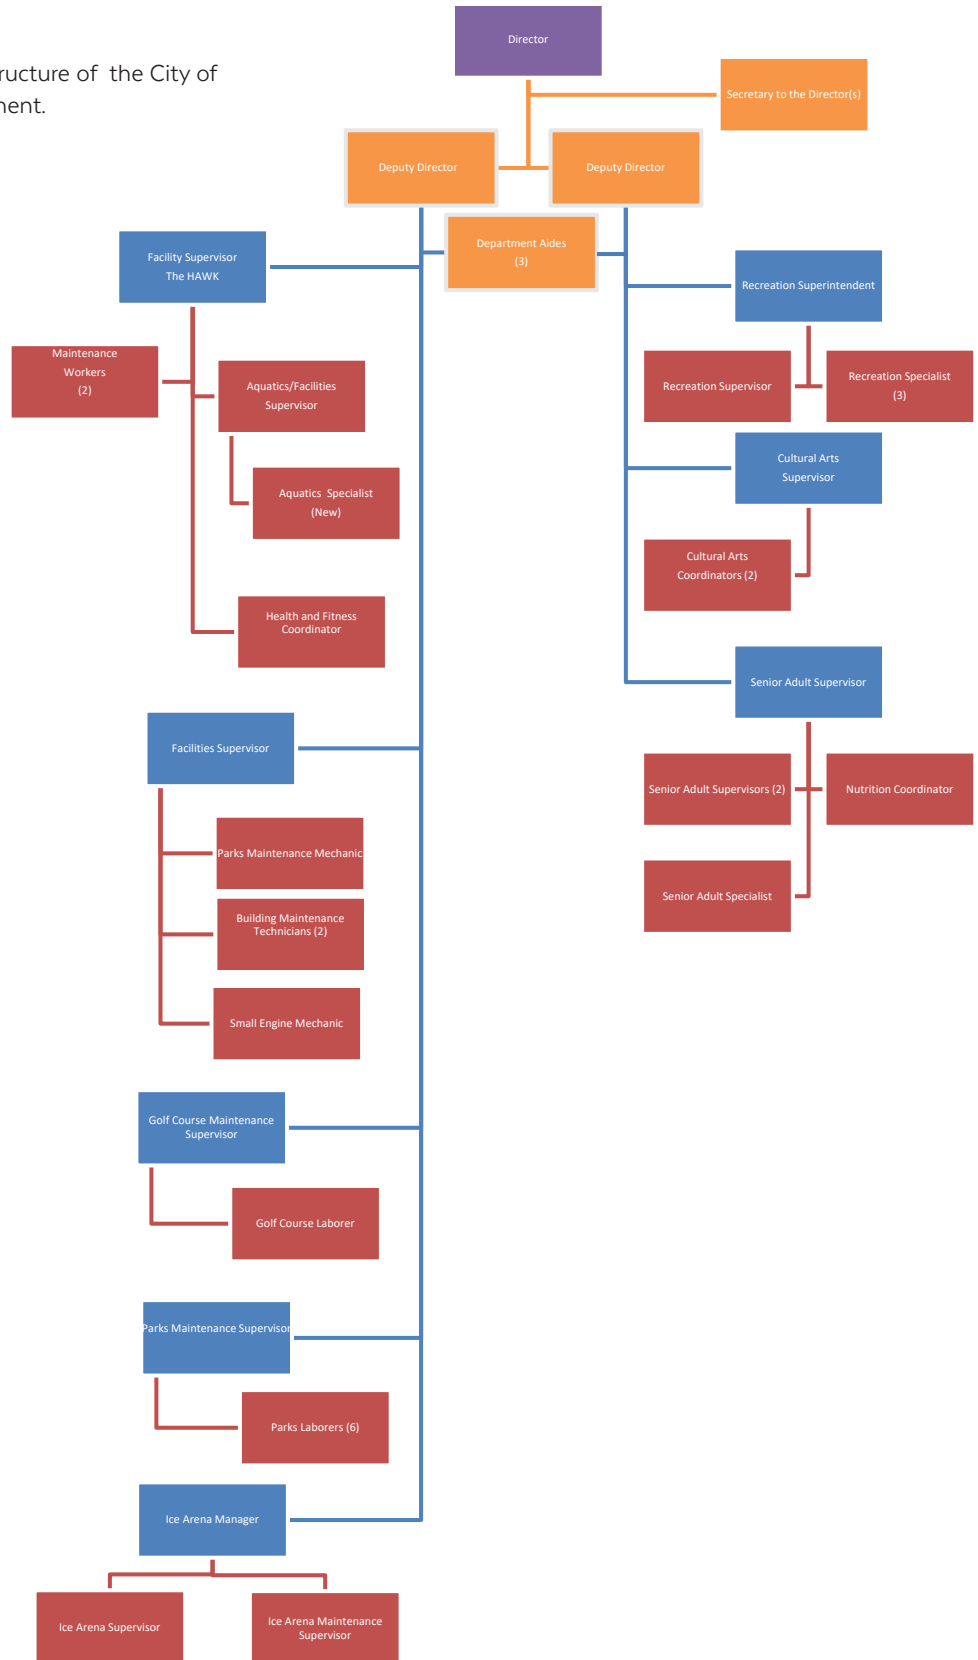 ructure of the City of
nent.
Director
Secretary to the Director(s)
Deputy Director
Deputy Director
Department Aides
(3)
Facility Supervisor
The HAWK
Recreation Superintendent
Maintenance
Workers
(2)
Aquatics/Facilities
Supervisor
Recreation Supervisor
Recreation Specialist
(3)
Aquatics Specialist
(New)
Cultural Arts
Supervisor
Cultural Arts
Coordinators (2)
Health and Fitness
Coordinator
Senior Adult Supervisor
Facilities Supervisor
Senior Adult Supervisors (2)
Nutrition Coordinator
Parks Maintenance Mechanic
Senior Adult Specialist
Building Maintenance
Technicians (2)
Small Engine Mechanic
Golf Course Maintenance
Supervisor
Golf Course Laborer
Parks Maintenance Supervisor
Parks Laborers (6)
Ice Arena Manager
Ice Arena Supervisor
Ice Arena Maintenance
Supervisor